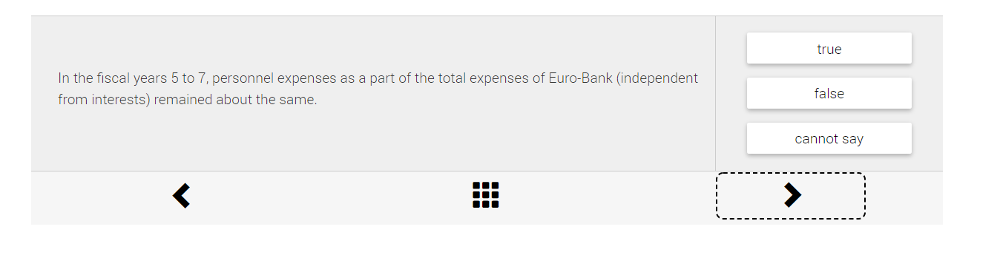 In the fiscal years 5 to 7, personnel expenses as a part of the total expenses of Euro-Bank (independent
from interests) remained about the same.
true
false
cannot say